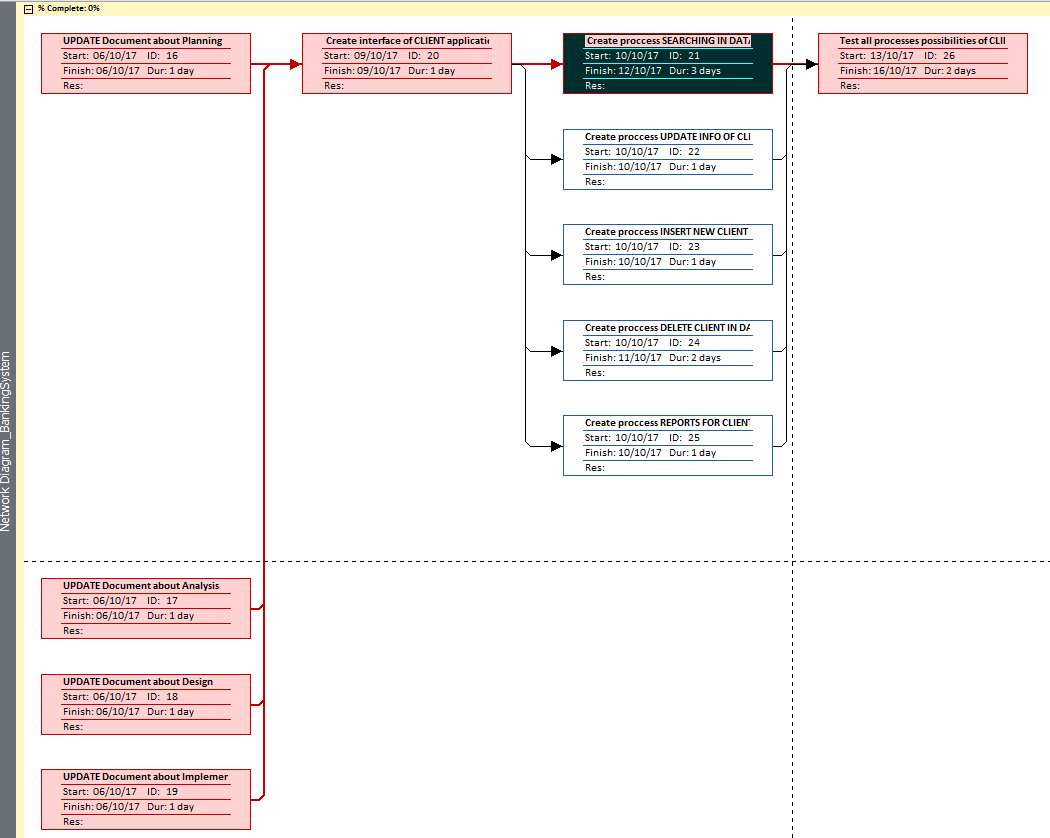 % Complete: 0%
Network Diagram_BankingSystem
UPDATE Document about Planning
Start: 06/10/17 ID: 16
Finish: 06/10/17 Dur: 1 day
Res:
Create interface of CLIENT applicati
Start: 09/10/17 ID: 20
Finish: 09/10/17 Dur: 1 day
Res:
Create proccess SEARCHING IN DATA
Start: 10/10/17 ID: 21
Finish: 12/10/17 Dur: 3 days
Res:
Test all processes possibilities of CLII
Start: 13/10/17 ID: 26
Finish: 16/10/17 Dur: 2 days
Res:
Create proccess UPDATE INFO OF CLI
Start: 10/10/17 ID: 22
Finish: 10/10/17 Dur: 1 day
Res:
Create proccess INSERT NEW CLIENT
Start: 10/10/17 ID: 23
Finish: 10/10/17 Dur: 1 day
Res:
Create proccess DELETE CLIENT IN DA
Start: 10/10/17 ID: 24
Finish: 11/10/17 Dur: 2 days
Res:
Create proccess REPORTS FOR CLIENT
Start: 10/10/17 ID: 25
Finish: 10/10/17 Dur: 1 day
Res:
UPDATE Document about Analysis
Start: 06/10/17 ID: 17
Finish: 06/10/17 Dur: 1 day
Res:
UPDATE Document about Design
Start: 06/10/17 ID: 18
Finish: 06/10/17 Dur: 1 day
Res:
UPDATE Document about Implemer
Start: 06/10/17 ID: 19
Finish: 06/10/17 Dur: 1 day
Res: